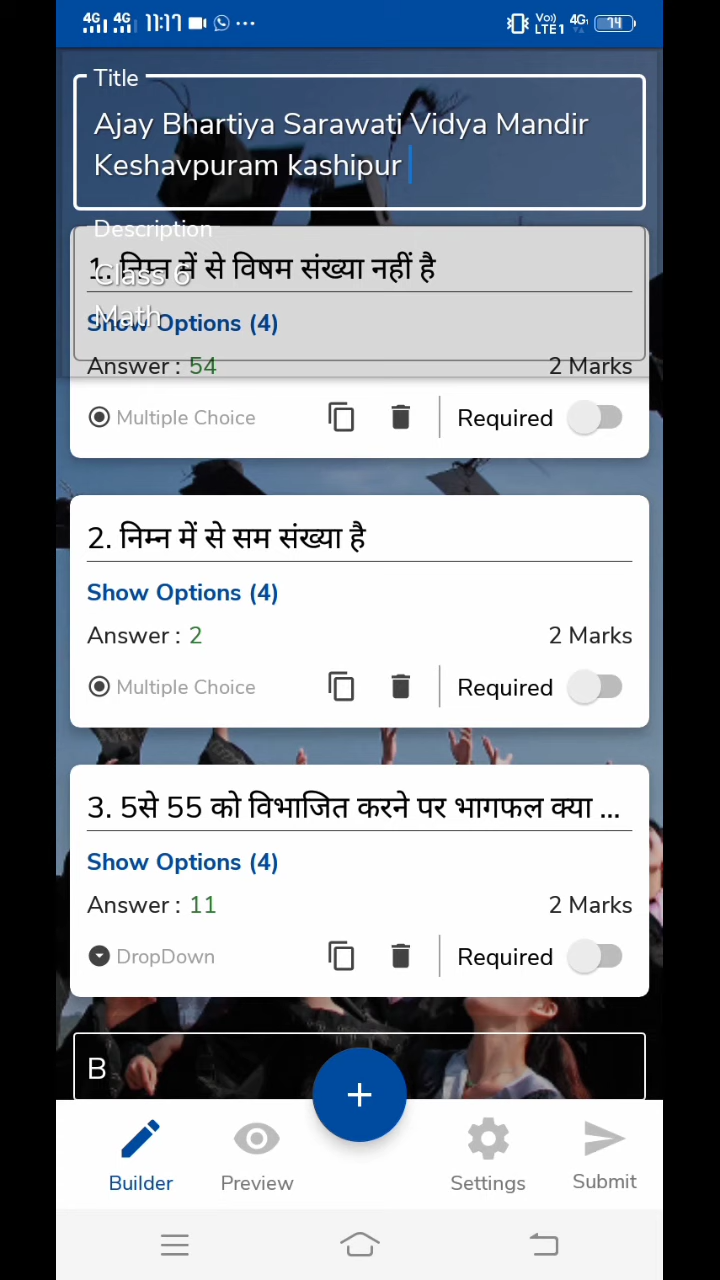 4G 4G 11:17 Vo)) LTE1 4G 74
Title
Ajay Bhartiya Sarawati Vidya Mandir
Keshavpuram kashipur
Description
1. निम्न में से विषम संख्या नहीं है
Class 6
Math
Show Options (4)
Answer : 54 2 Marks
Multiple Choice Required
2. निम्न में से सम संख्या है
Show Options (4)
Answer : 2 2 Marks
Multiple Choice Required
3. 5से 55 को विभाजित करने पर भागफल क्या ...
Show Options (4)
Answer : 11 2 Marks
DropDown Required
B
+
Builder Preview Settings Submit